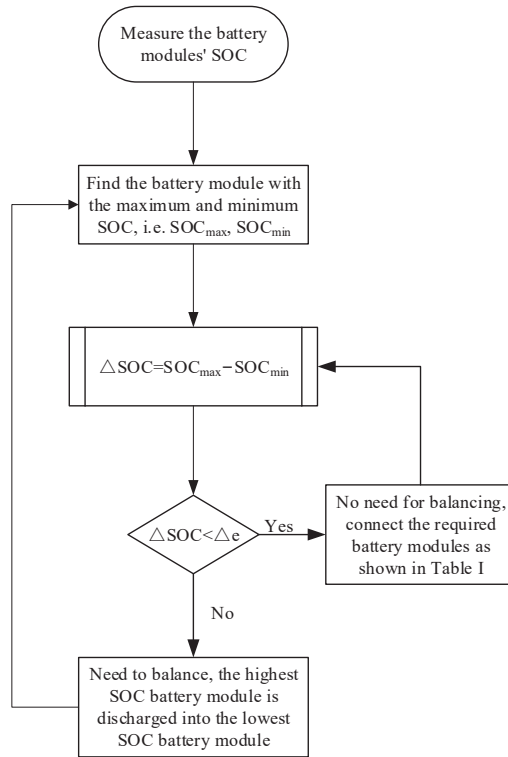 Measure the battery
modules' SOC
Find the battery module with
the maximum and minimum
SOC, i.e. SOCmax, SOCmin
△SOC=SOCmax−SOCmin
△SOC<△e
Yes
No need for balancing,
connect the required
battery modules as
shown in Table I
No
Need to balance, the highest
SOC battery module is
discharged into the lowest
SOC battery module